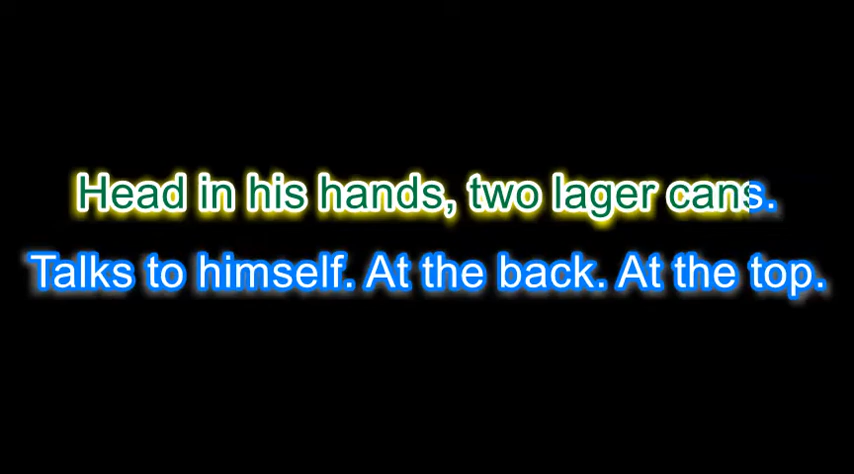 Head in his hands, two lager cans.
Talks to himself. At the back. At the top.